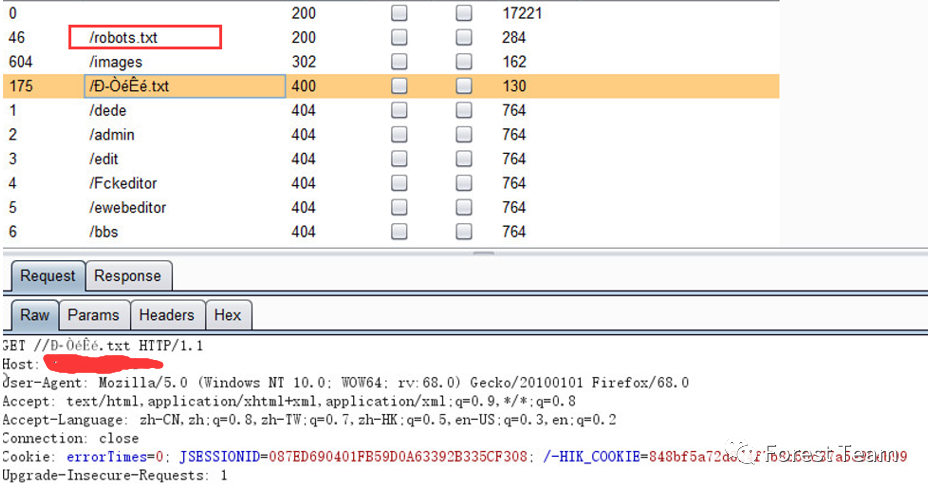 0 200 17221
46 /robots.txt 200 284
604 /images 302 162
175 /Ð-ÒéÊé.txt 400 130
1 /dede 404 764
2 /admin 404 764
3 /edit 404 764
4 /Fckeditor 404 764
5 /ewebeditor 404 764
6 /bbs 404 764
Request Response
Raw Params Headers Hex
GET //Ð-ÒéÊé.txt HTTP/1.1
Host:
User-Agent: Mozilla/5.0 (Windows NT 10.0; WOW64; rv:68.0) Gecko/20100101 Firefox/68.0
Accept: text/html,application/xhtml+xml,application/xml;q=0.9,*/*;q=0.8
Accept-Language: zh-CN,zh;q=0.8,zh-TW;q=0.7,zh-HK;q=0.5,en-US;q=0.3,en;q=0.2
Connection: close
Cookie: errorTimes=0; JSESSIONID=087ED690401FB59D0A63392B335CF308; /-HIK_COOKIE=
Forest Team
Upgrade-Insecure-Requests: 1